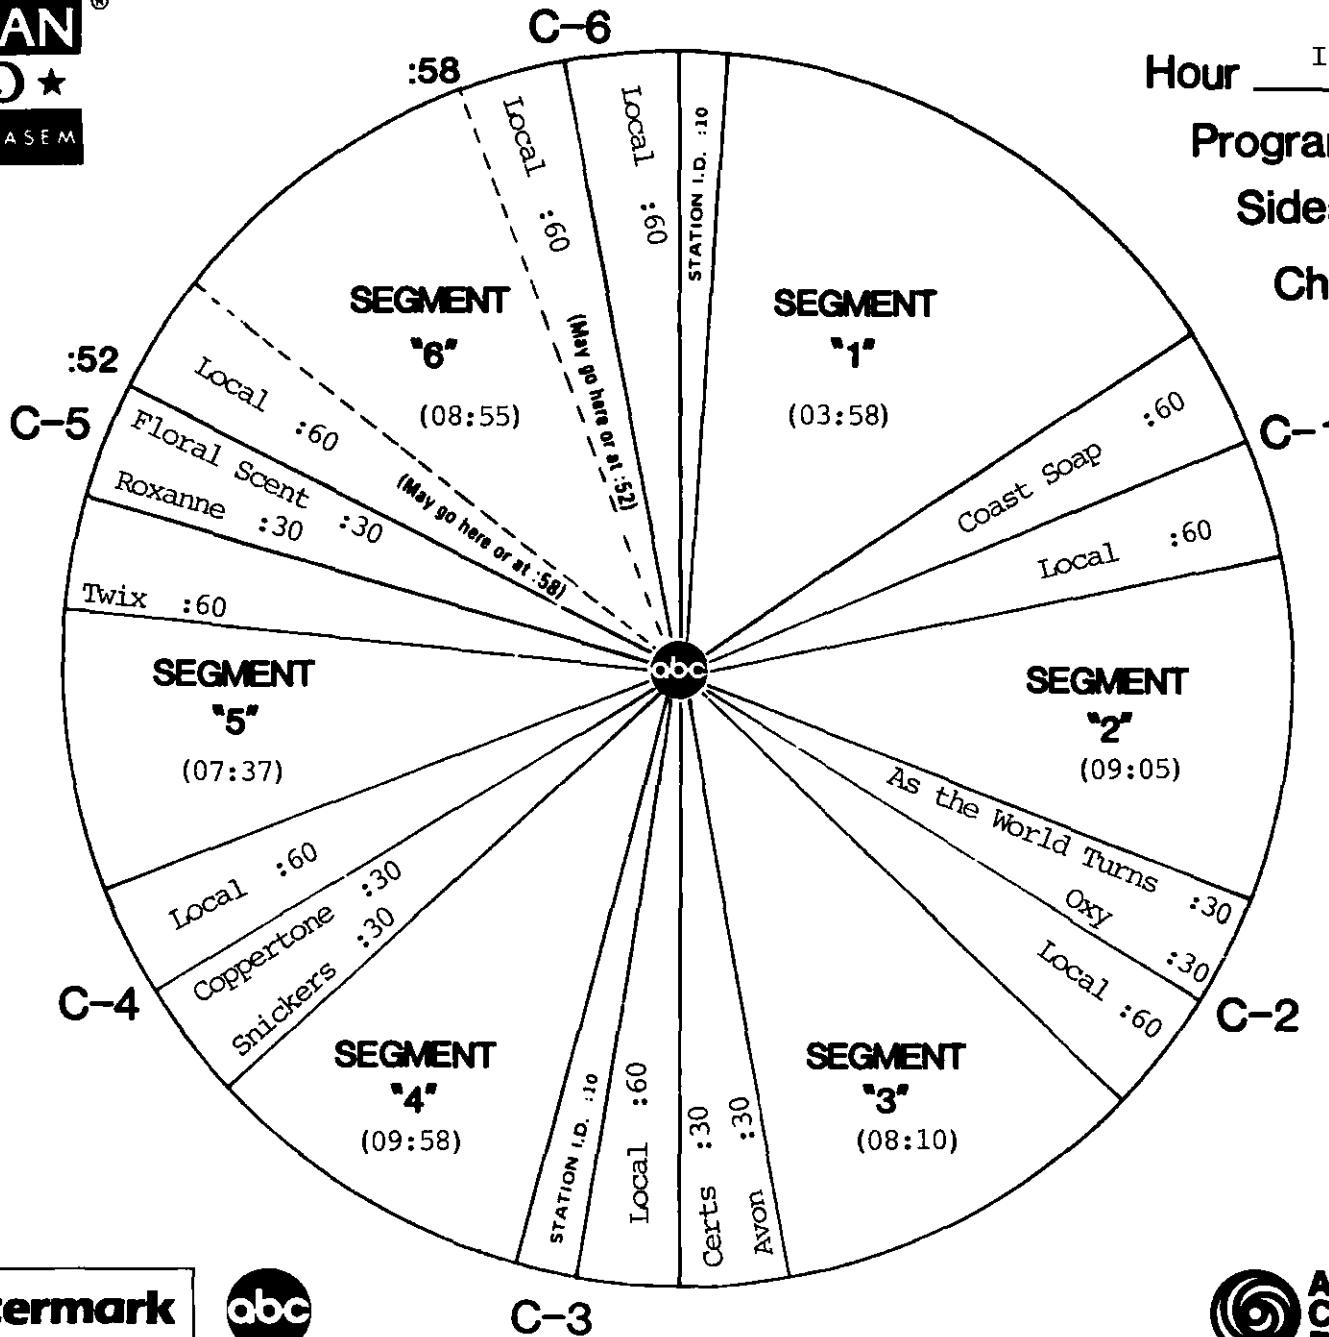 AN ®
★
ASEM
C-6
:58
Hour I
Progra
Side
Ch
Local :60
(May go here or at :52)
Local :60
STATION I.D. :10
SEGMENT
"1"
(03:58)
Coast Soap :60
C-1
Local :60
SEGMENT
"2"
(09:05)
As the World Turns :30
Oxy :30
C-2
Local :60
SEGMENT
"3"
(08:10)
Avon :30
Certs :30
C-3
Local :60
STATION I.D. :10
SEGMENT
"4"
(09:58)
Snickers :30
Coppertone :30
C-4
Local :60
SEGMENT
"5"
(07:37)
Twix :60
Roxanne :30
Floral Scent :30
C-5
:52
Local :60
(May go here or at :58)
SEGMENT
"6"
(08:55)
abc
termark
abc
A
C